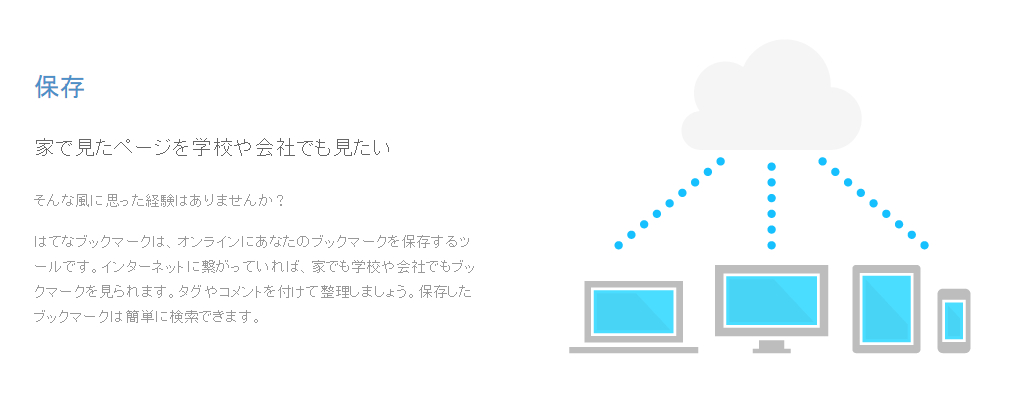 保存
家で見たページを学校や会社でも見たい
そんな風に思った経験はありませんか？
はてなブックマークは、オンラインにあなたのブックマークを保存するツ
ールです。インターネットに繋がっていれば、家でも学校や会社でもブッ
クマークを見られます。タグやコメントを付けて整理しましょう。保存した
ブックマークは簡単に検索できます。